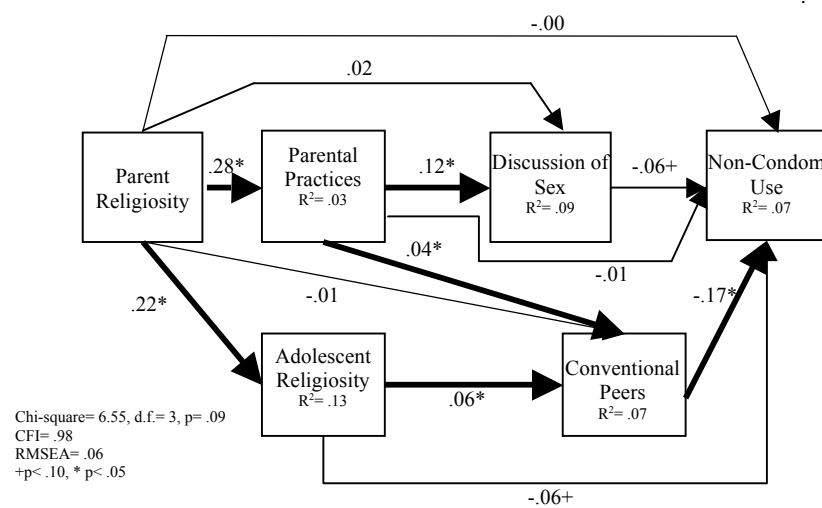 -.00
.02
Parent
Religiosity
.28*
Parental
Practices
R²= .03
.12*
Discussion of
Sex
R²= .09
-.06+
Non-Condom
Use
R²= .07
.04*
-.01
.22*
-.01
-.17*
Adolescent
Religiosity
R²= .13
.06*
Conventional
Peers
R²= .07
Chi-square= 6.55, d.f.= 3, p= .09
CFI= .98
RMSEA= .06
+p< .10, * p< .05
-.06+